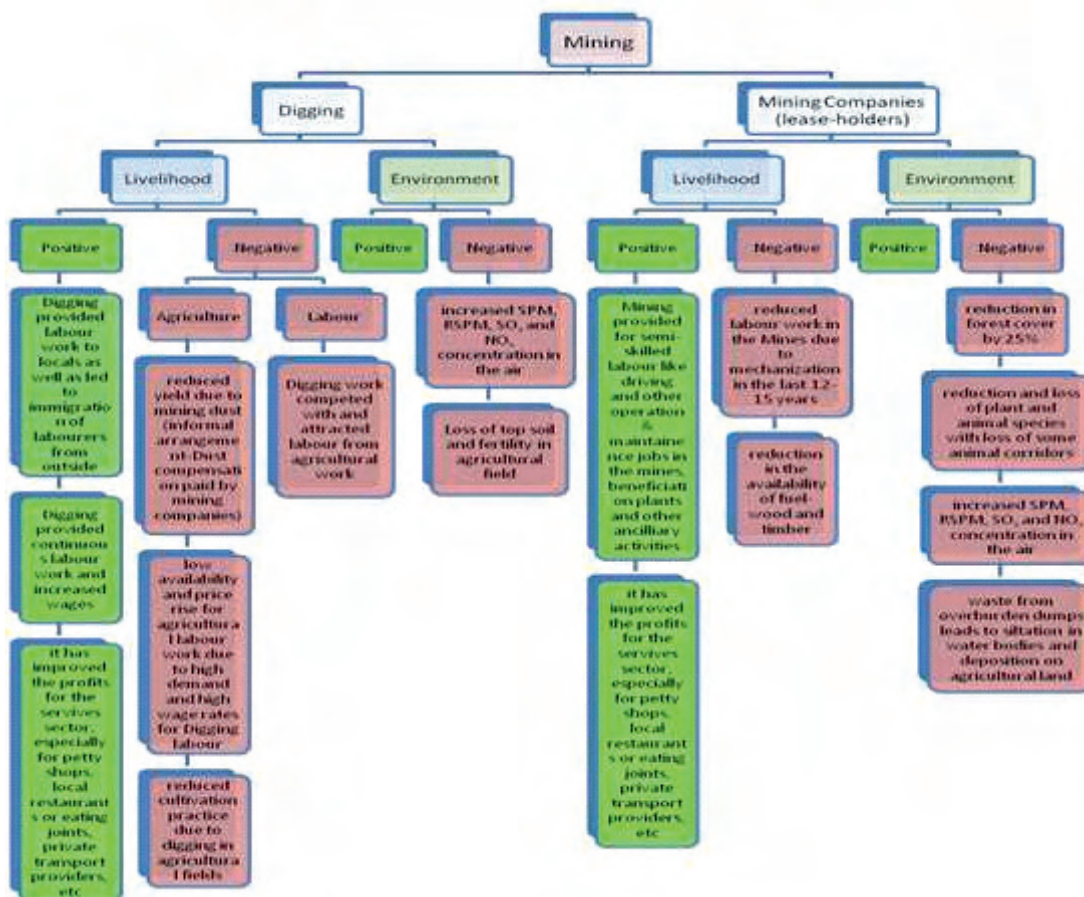 Mining
Digging
Mining Companies
(lease-holders)
Livelihood
Environment
Livelihood
Environment
Positive
Negative
Positive
Negative
Positive
Negative
Positive
Negative
Digging
provided
labour
work to
locals as
well as led
to
immigratio
n of
labourers
from
outside
Digging
provided
continuou
s labour
work and
increased
wages
it has
improved
the profits
for the
servives
sector,
especially
for petty
shops,
local
restaurant
s or eating
joints,
private
transport
providers,
etc
Agriculture
reduced
yield due to
mining dust
(informal
arrangeme
nt-Dust
compensati
on paid by
mining
companies)
low
availability
and price
rise for
agricultura
l labour
work due
to high
demand
and high
wage rates
for Digging
labour
reduced
cultivation
practice
due to
digging in
agricultura
l fields
Labour
Digging work
competed
with and
attracted
labour from
agricultural
work
increased SPM,
RSPM, SOx and
NOx
concentration in
the air
Loss of top soil
and fertility in
agricultural
field
Mining
provided
for semi-
skilled
labour like
driving
and other
operation
&
maintaine
nce jobs in
the mines,
beneficiati
on plants
and other
ancilliary
activities
it has
improved
the profits
for the
servives
sector,
especially
for petty
shops,
local
restaurant
s or eating
joints,
private
transport
providers,
etc
reduced
labour work in
the Mines due
to
mechanization
in the last 12-
15 years
reduction
in the
availability
of fuel-
wood and
timber
reduction in
forest cover
by 25%
reduction and loss
of plant and
animal species
with loss of some
animal corridors
increased SPM,
RSPM, SOx and NOx
concentration in
the air
waste from
overburden dumps
leads to siltation in
water bodies and
deposition on
agricultural land